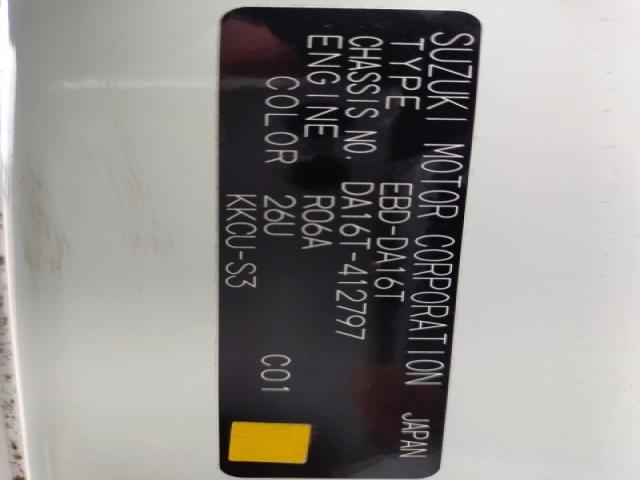 SUZUKI MOTOR CORPORATION JAPAN
TYPE EBD-DA16T
CHASSIS NO. DA16T-412797
ENGINE R06A
COLOR 26U C01
KKCU-S3